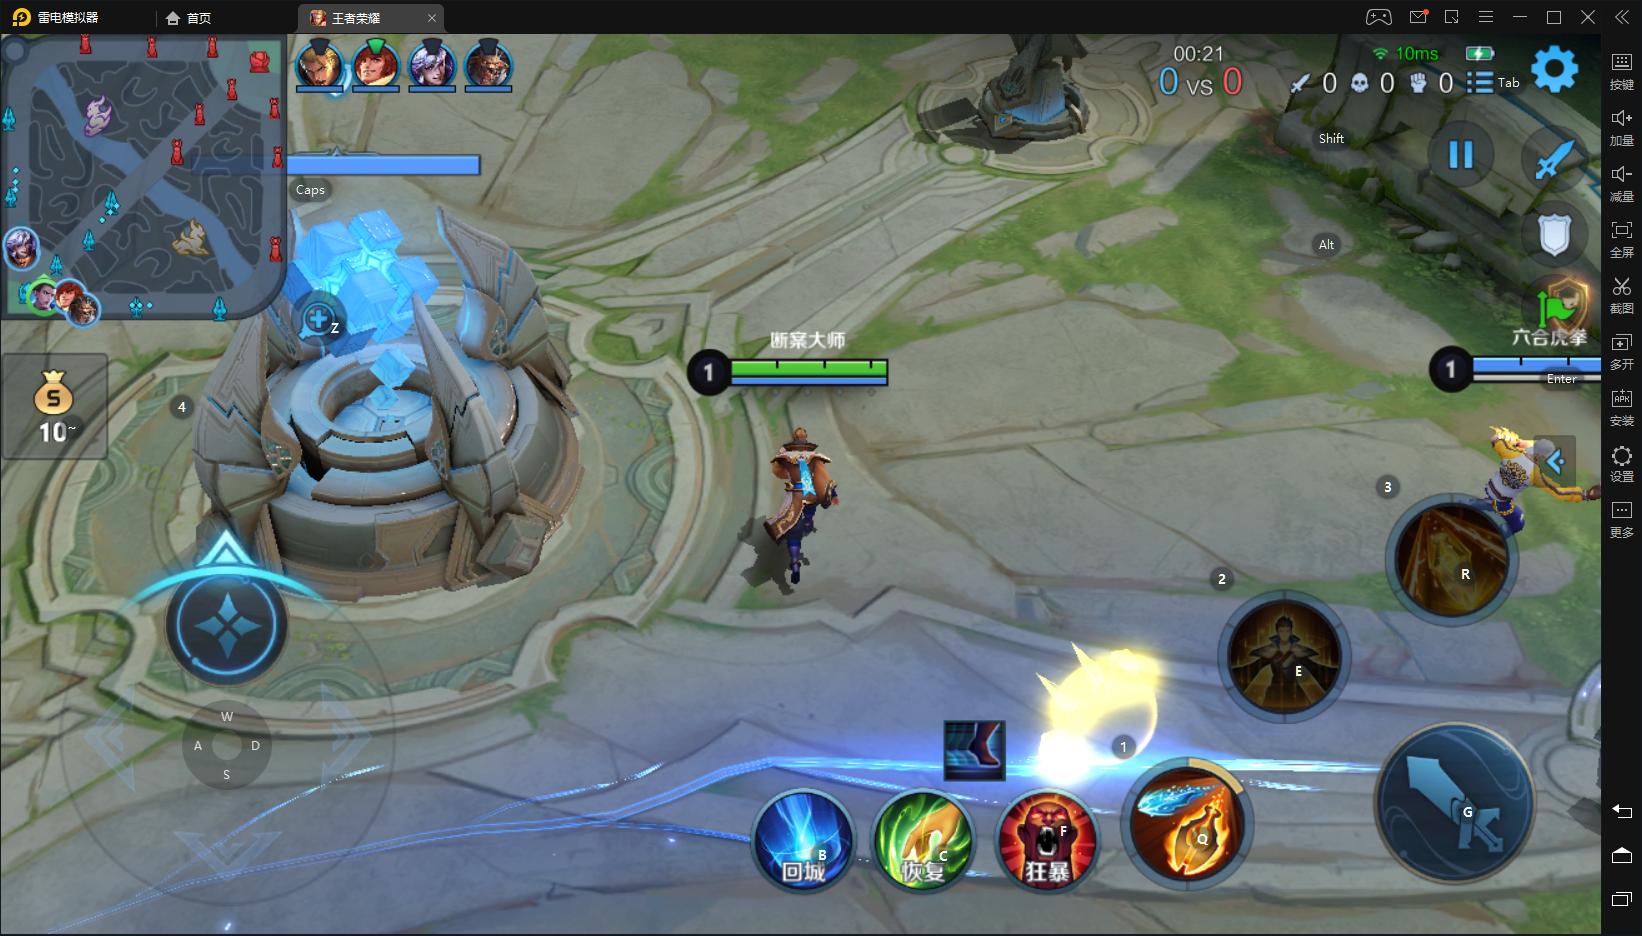 雷电模拟器
首页
王者荣耀
00:21
0 VS 0
10ms
0 0 0 Tab
Shift
Caps
Alt
Z
断案大师
1
六合虎拳
1
Enter
S
10
~
4
3
R
2
E
W
A D
S
1
G
B
回城
C
恢复
F
狂暴
Q
按键
加量
减量
全屏
截图
多开
APK
安装
设置
更多